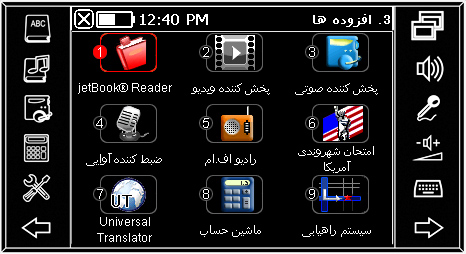 12:40 PM
3. افزوده ها
ABC
1
jetBook® Reader
2
پخش کننده ویدیو
3
پخش کننده صوتی
4
ضبط کننده آوایی
5
رادیو اف.ام
6
امتحان شهروندی
آمریکا
7
UT
Universal
Translator
8
ماشین حساب
9
سیستم راهیابی